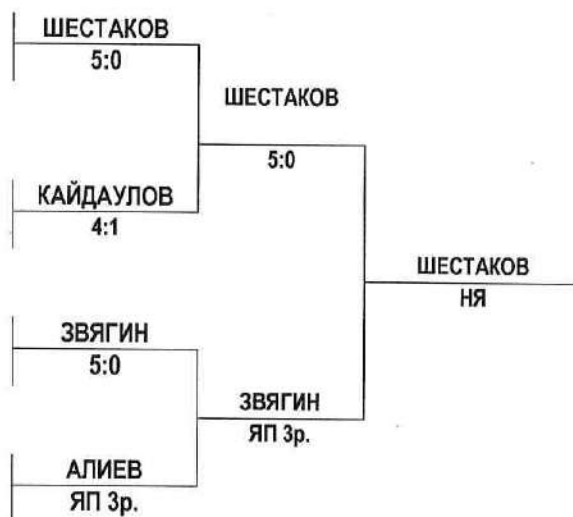 ШЕСТАКОВ
5:0
ШЕСТАКОВ
5:0
КАЙДАУЛОВ
4:1
ШЕСТАКОВ
НЯ
ЗВЯГИН
5:0
ЗВЯГИН
ЯП 3р.
АЛИЕВ
ЯП 3р.